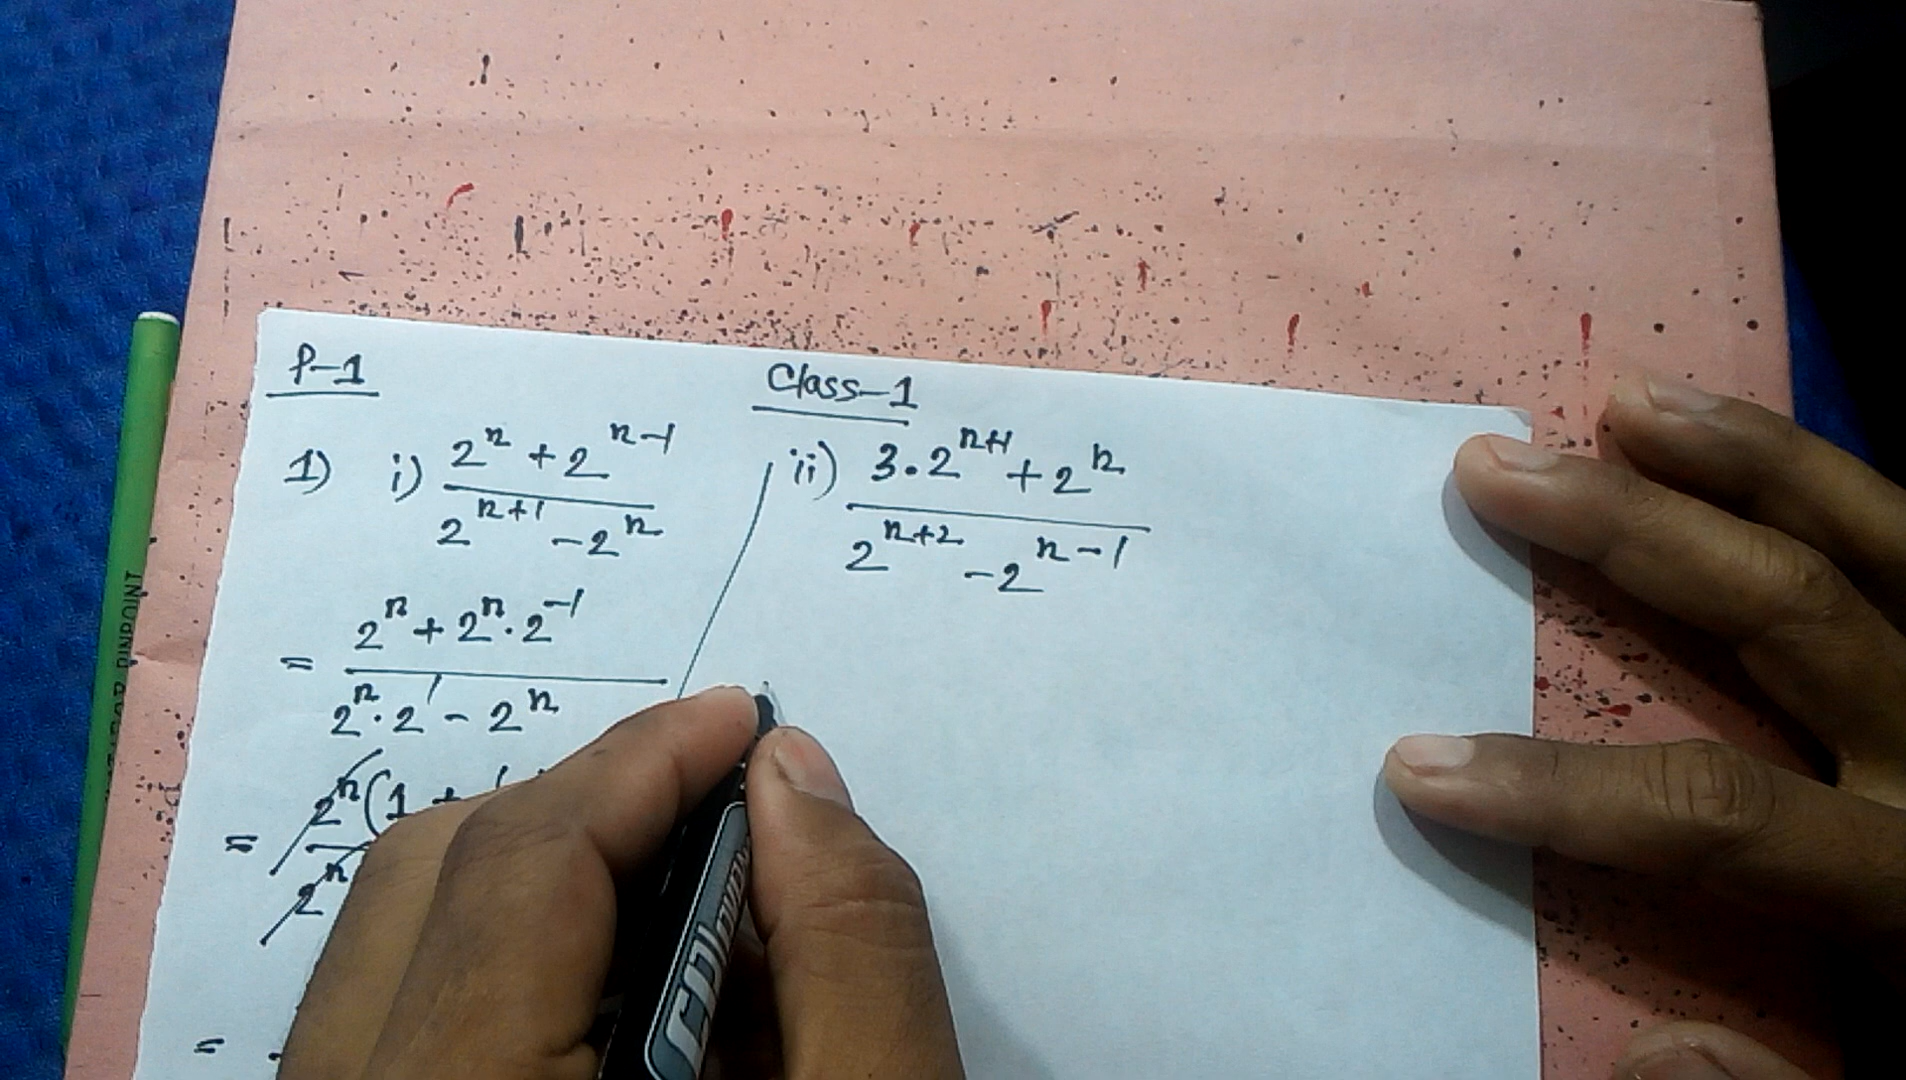 P-1
Class-1
1) i) 2^n + 2^{n-1} / 2^{n+1} - 2^n
= 2^n + 2^n · 2^{-1} / 2^n · 2^1 - 2^n
= 2^n (1 + / 2^n
=
ii) 3·2^{n+1} + 2^n / 2^{n+2} - 2^{n-1}
PINPOINT